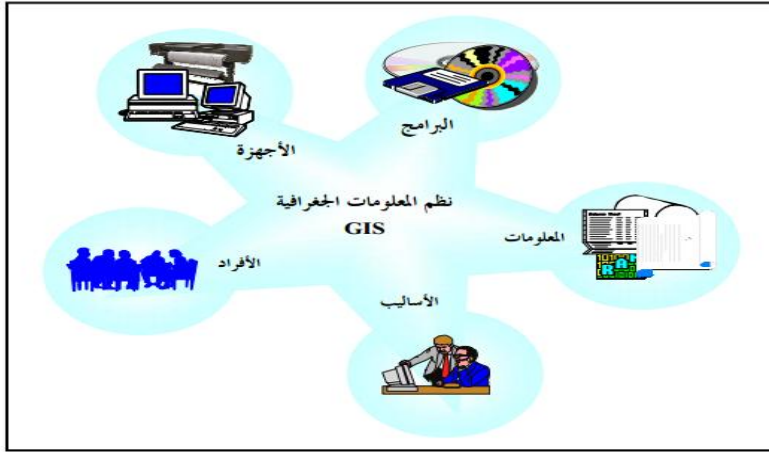 البرامج
الأجهزة
نظم المعلومات الجغرافية
GIS
المعلومات
الأفراد
الأساليب